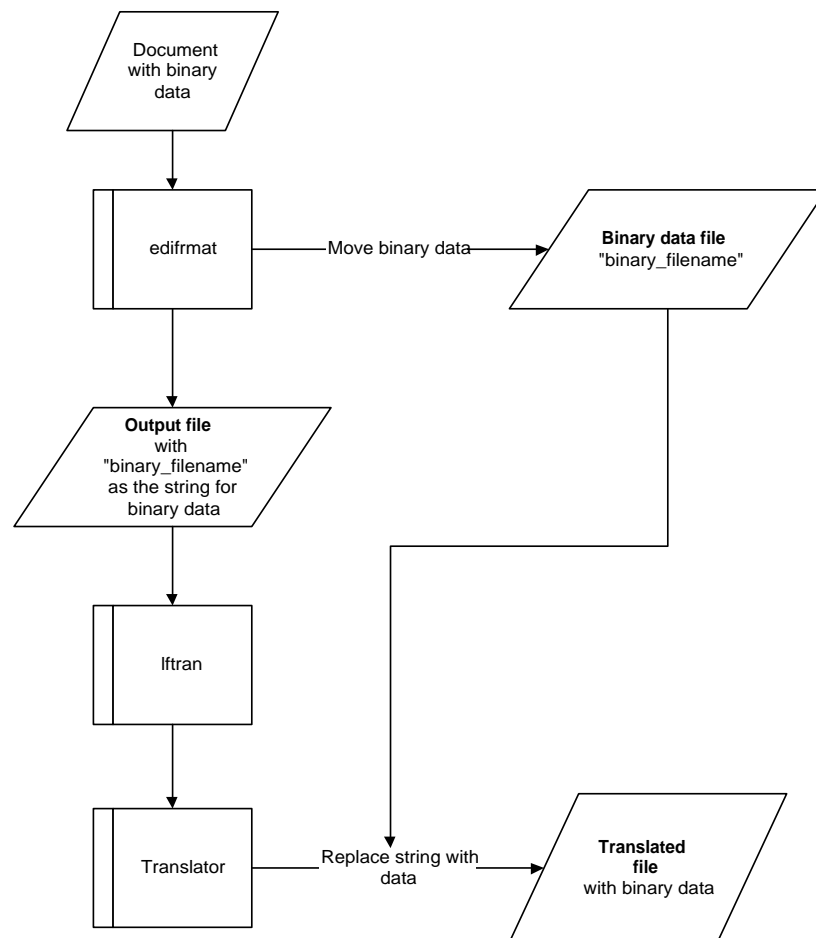 Document
with binary
data
edifrmat
Move binary data
Binary data file
"binary_filename"
Output file
with
"binary_filename"
as the string for
binary data
lftran
Translator
Replace string with
data
Translated
file
with binary data